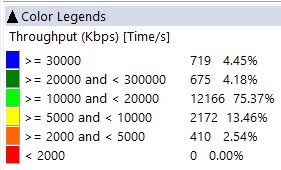 Color Legends
Throughput (Kbps) [Time/s]
>= 30000 719 4.45%
>= 20000 and < 300000 675 4.18%
>= 10000 and < 20000 12166 75.37%
>= 5000 and < 10000 2172 13.46%
>= 2000 and < 5000 410 2.54%
< 2000 0 0.00%